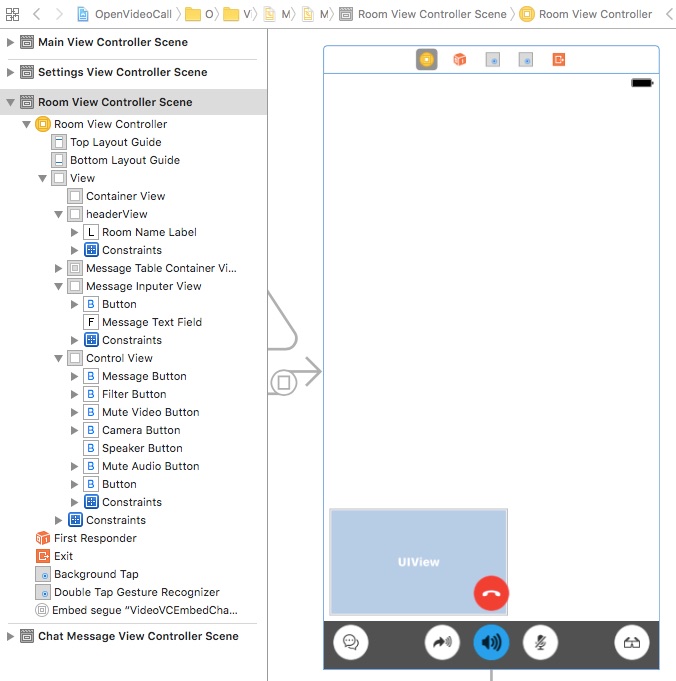 OpenVideoCall O V M M Room View Controller Scene Room View Controller
Main View Controller Scene
Settings View Controller Scene
Room View Controller Scene
Room View Controller
Top Layout Guide
Bottom Layout Guide
View
Container View
headerView
L Room Name Label
Constraints
Message Table Container Vi...
Message Inputer View
B Button
F Message Text Field
Constraints
Control View
B Message Button
B Filter Button
B Mute Video Button
B Camera Button
B Speaker Button
B Mute Audio Button
B Button
Constraints
Constraints
First Responder
Exit
Background Tap
Double Tap Gesture Recognizer
Embed segue "VideoVCEmbedCha...
Chat Message View Controller Scene
UIView